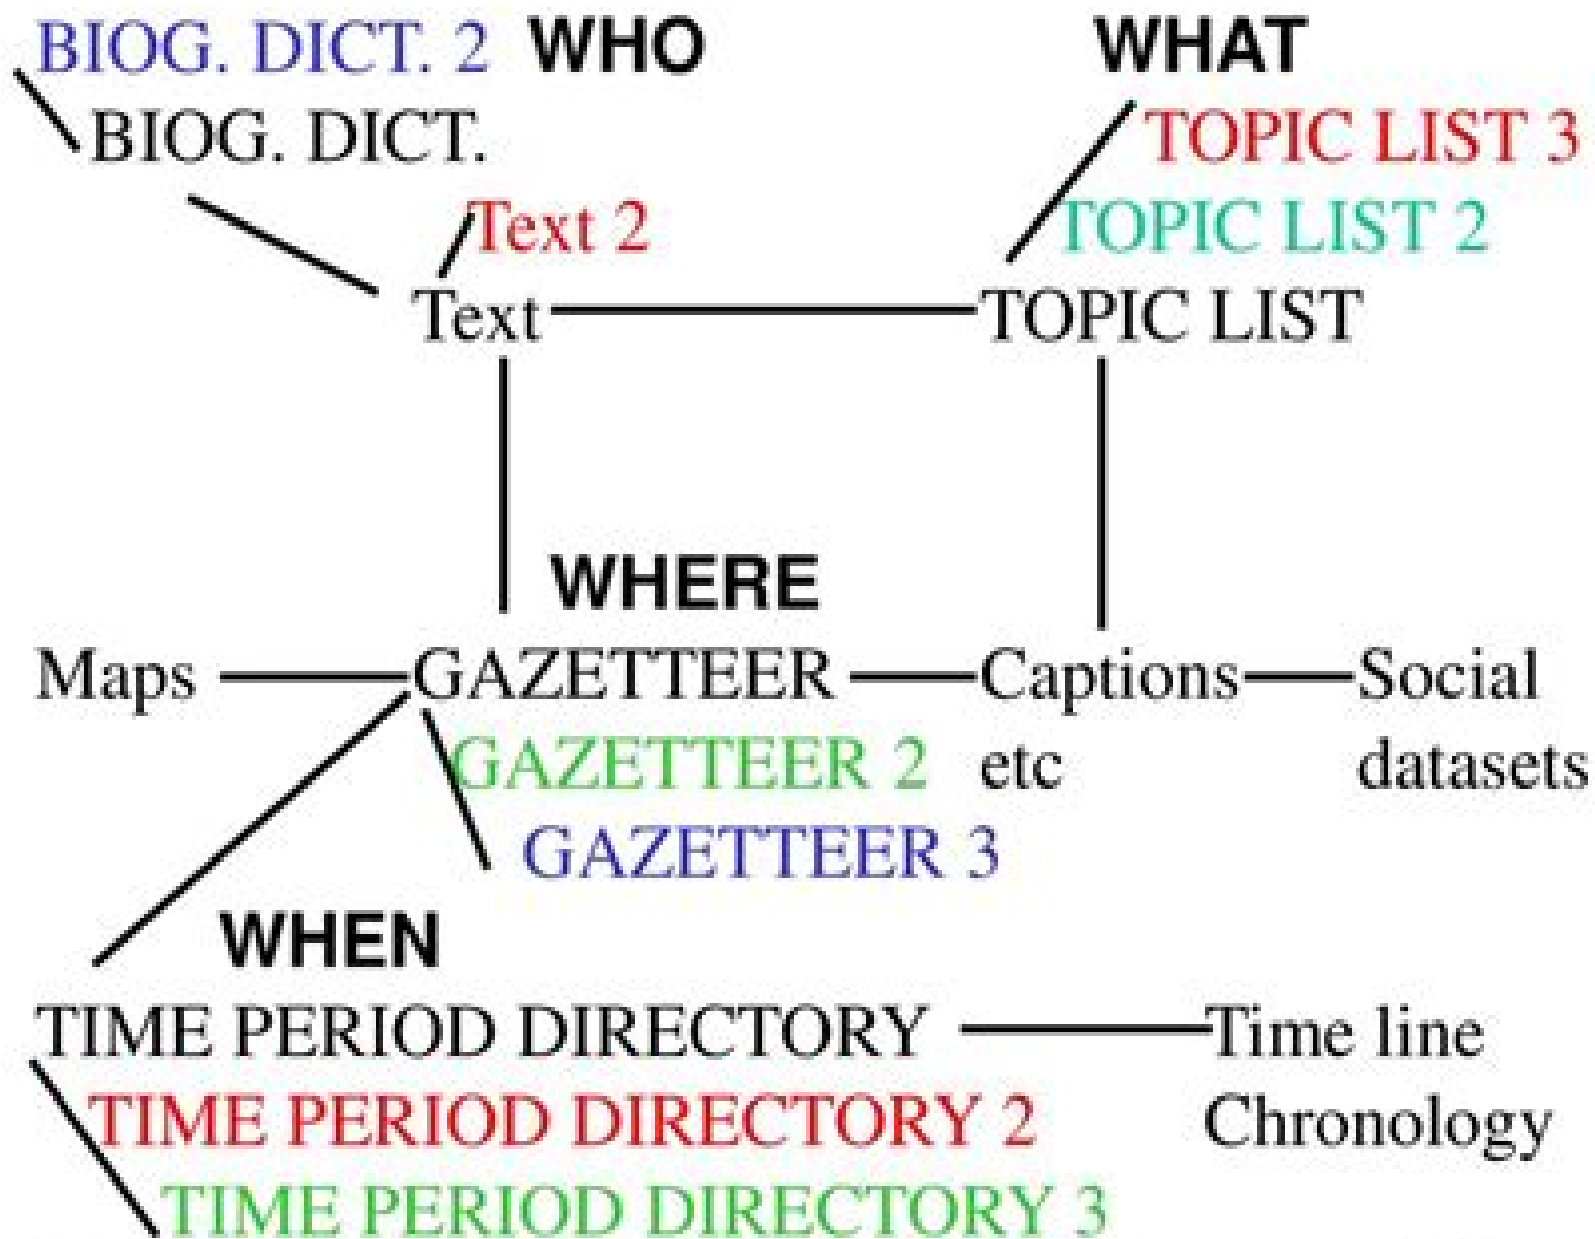 BIOG. DICT. 2 WHO WHAT
BIOG. DICT. TOPIC LIST 3
Text 2 TOPIC LIST 2
Text TOPIC LIST
WHERE
Maps GAZETTEER Captions Social
GAZETTEER 2 etc datasets
GAZETTEER 3
WHEN
TIME PERIOD DIRECTORY Time line
TIME PERIOD DIRECTORY 2 Chronology
TIME PERIOD DIRECTORY 3